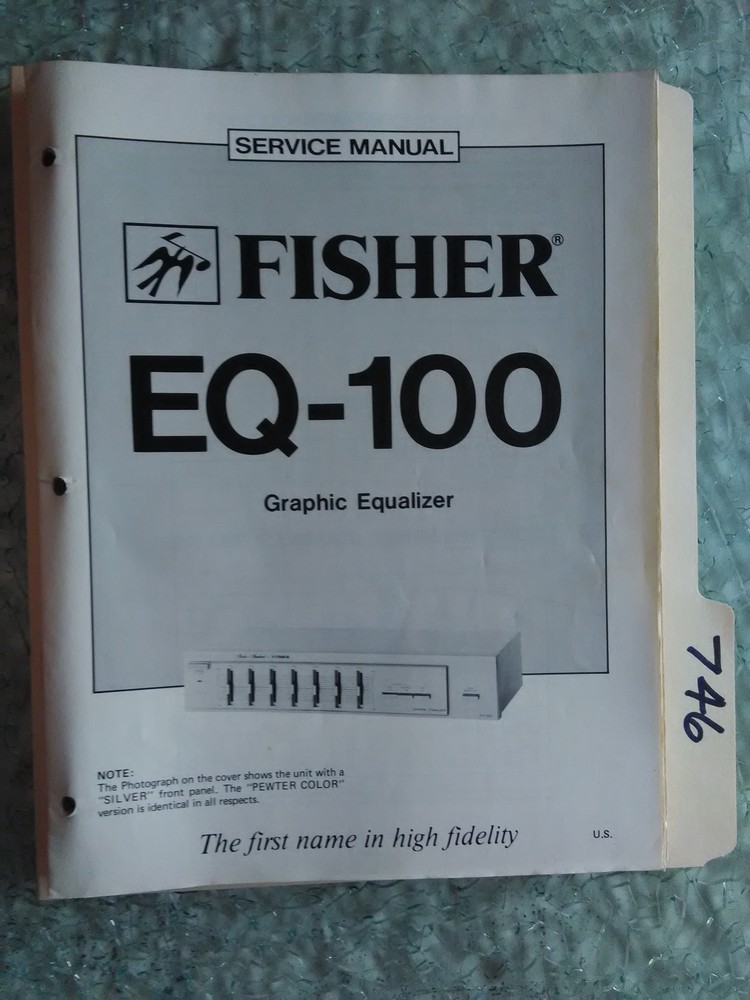 SERVICE MANUAL
FISHER®
EQ-100
Graphic Equalizer
NOTE:
The Photograph on the cover shows the unit with a
"SILVER" front panel. The "PEWTER COLOR"
version is identical in all respects.
The first name in high fidelity
U.S.
746